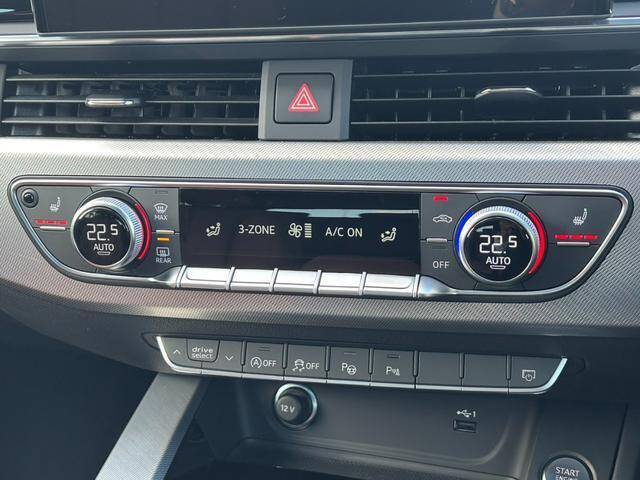 MAX
22.5
AUTO
REAR
3-ZONE
A/C ON
22.5
AUTO
OFF
drive
select
A OFF
OFF
P
P
12V
1
START
ENGINE